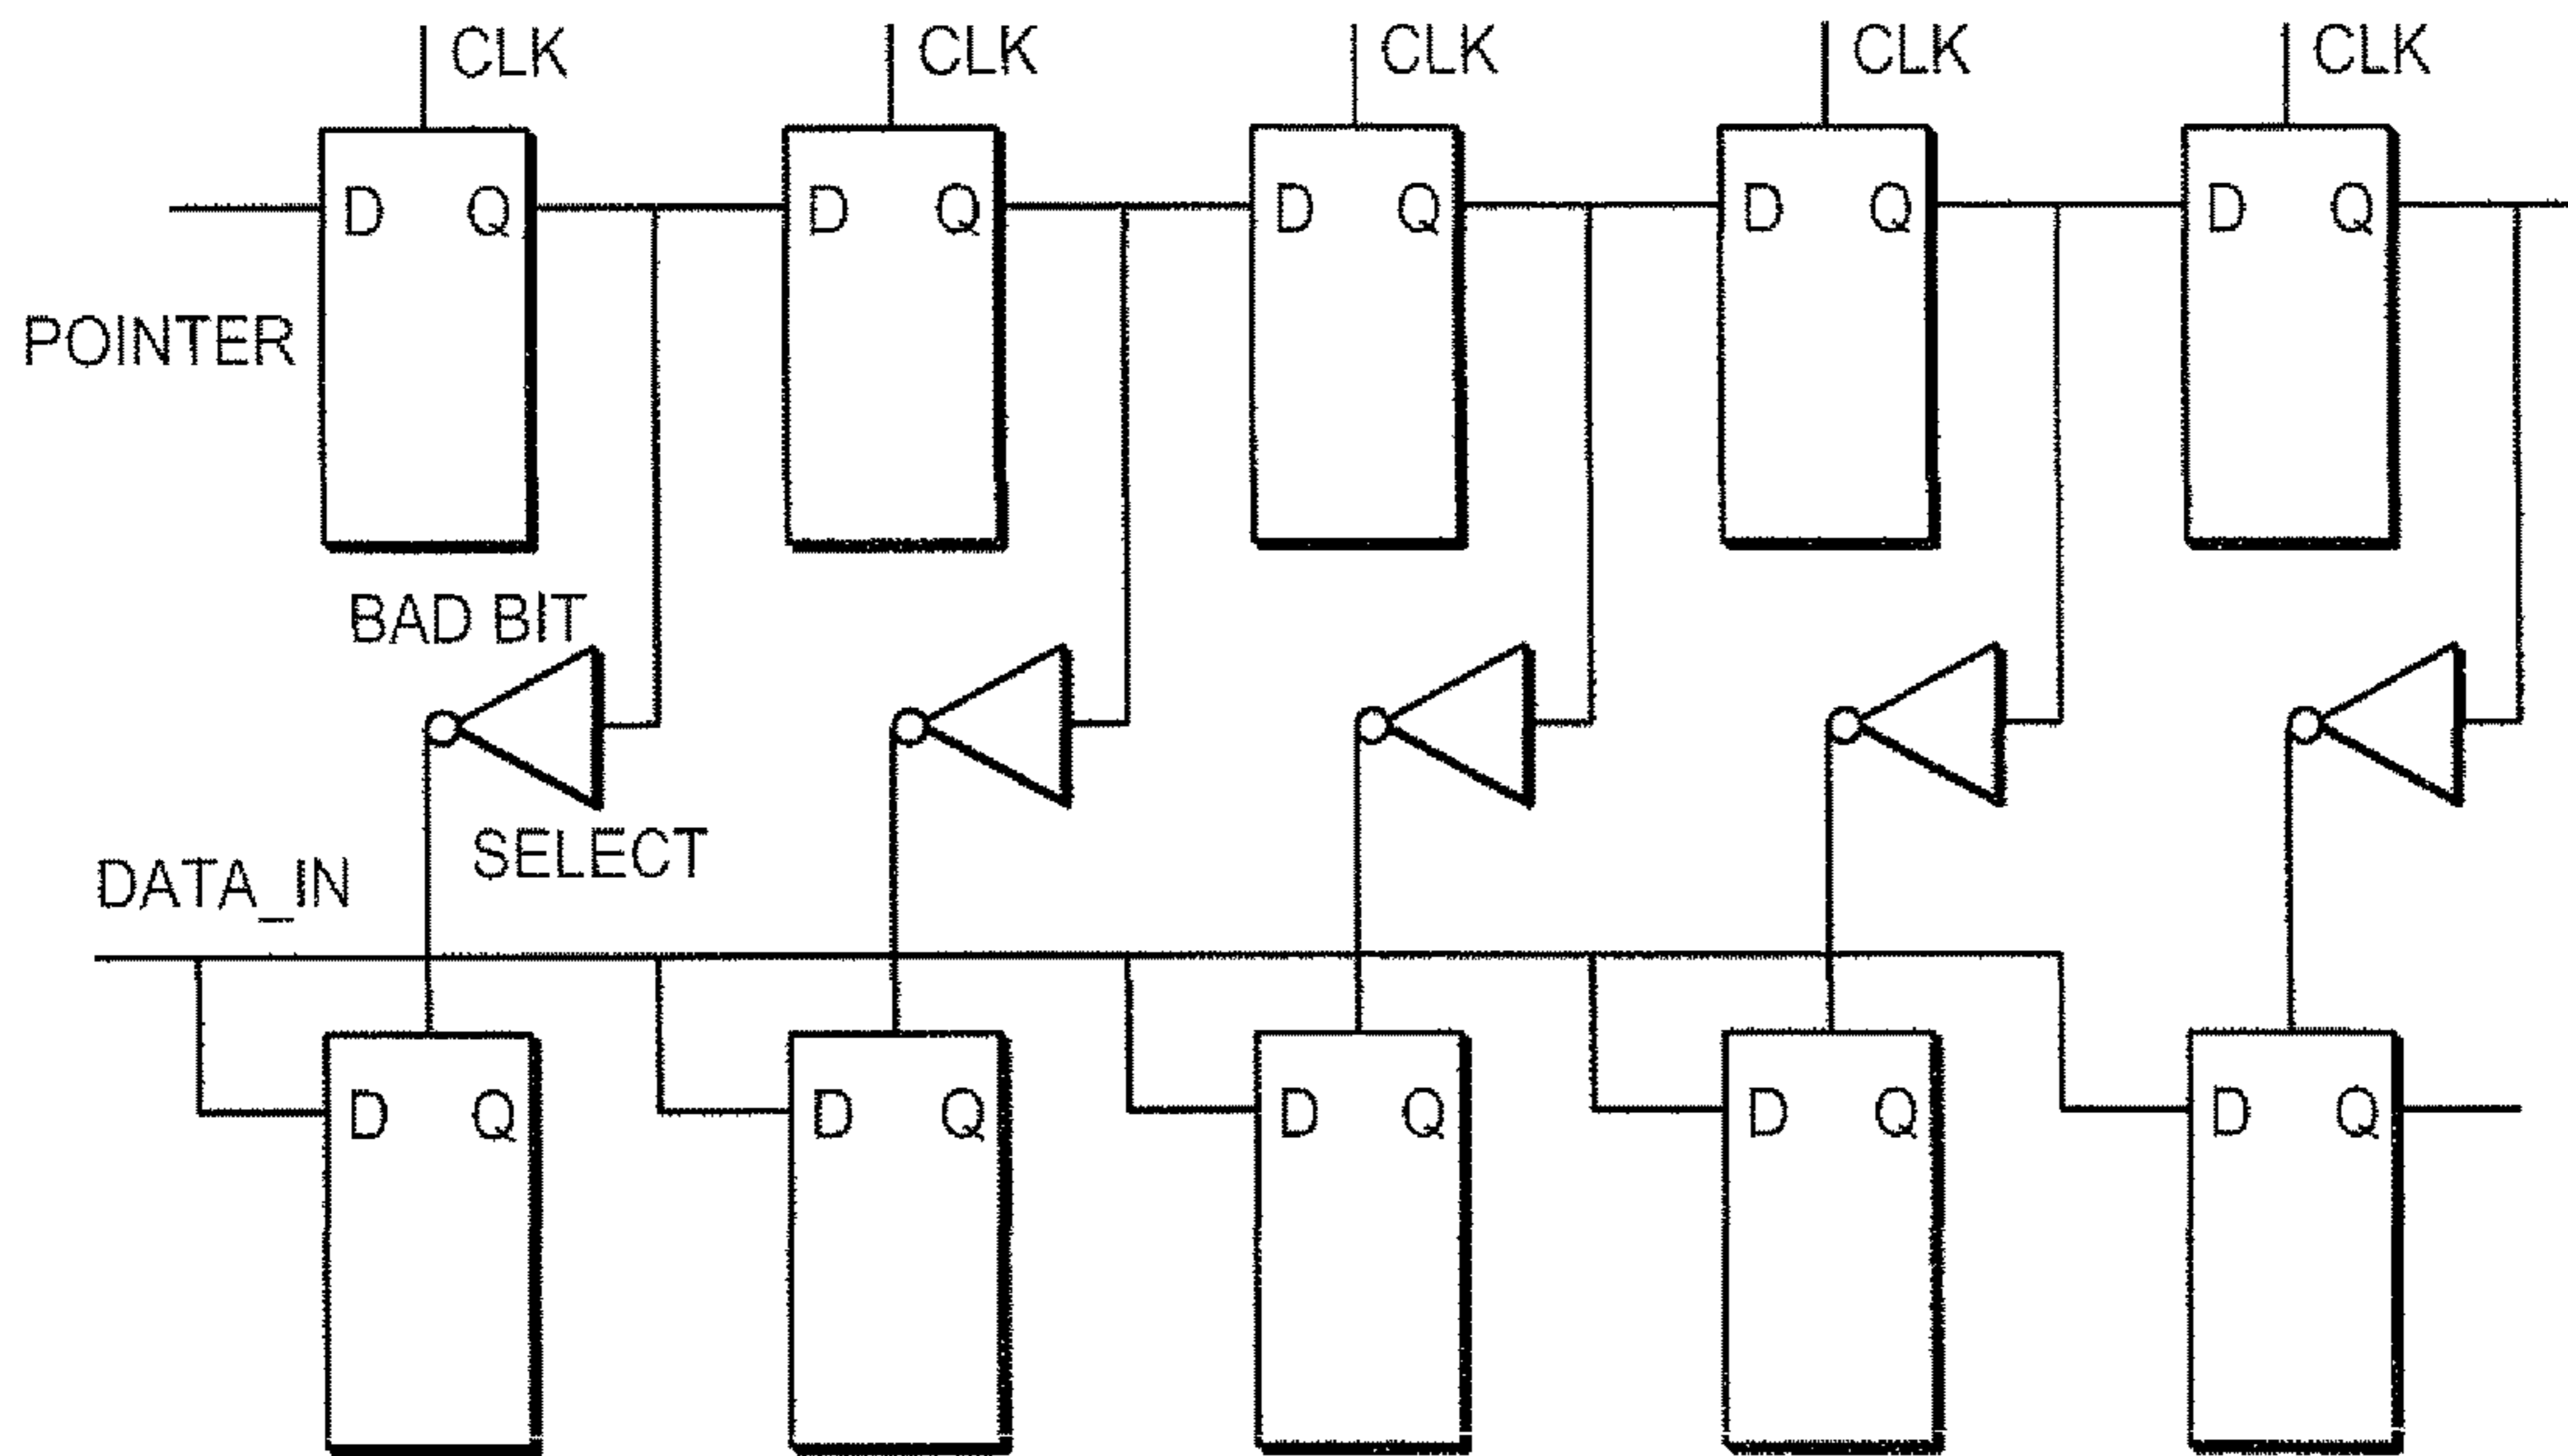 CLK CLK CLK CLK CLK
D Q D Q D Q D Q D Q
POINTER
BAD BIT
SELECT
DATA_IN
D Q D Q D Q D Q D Q